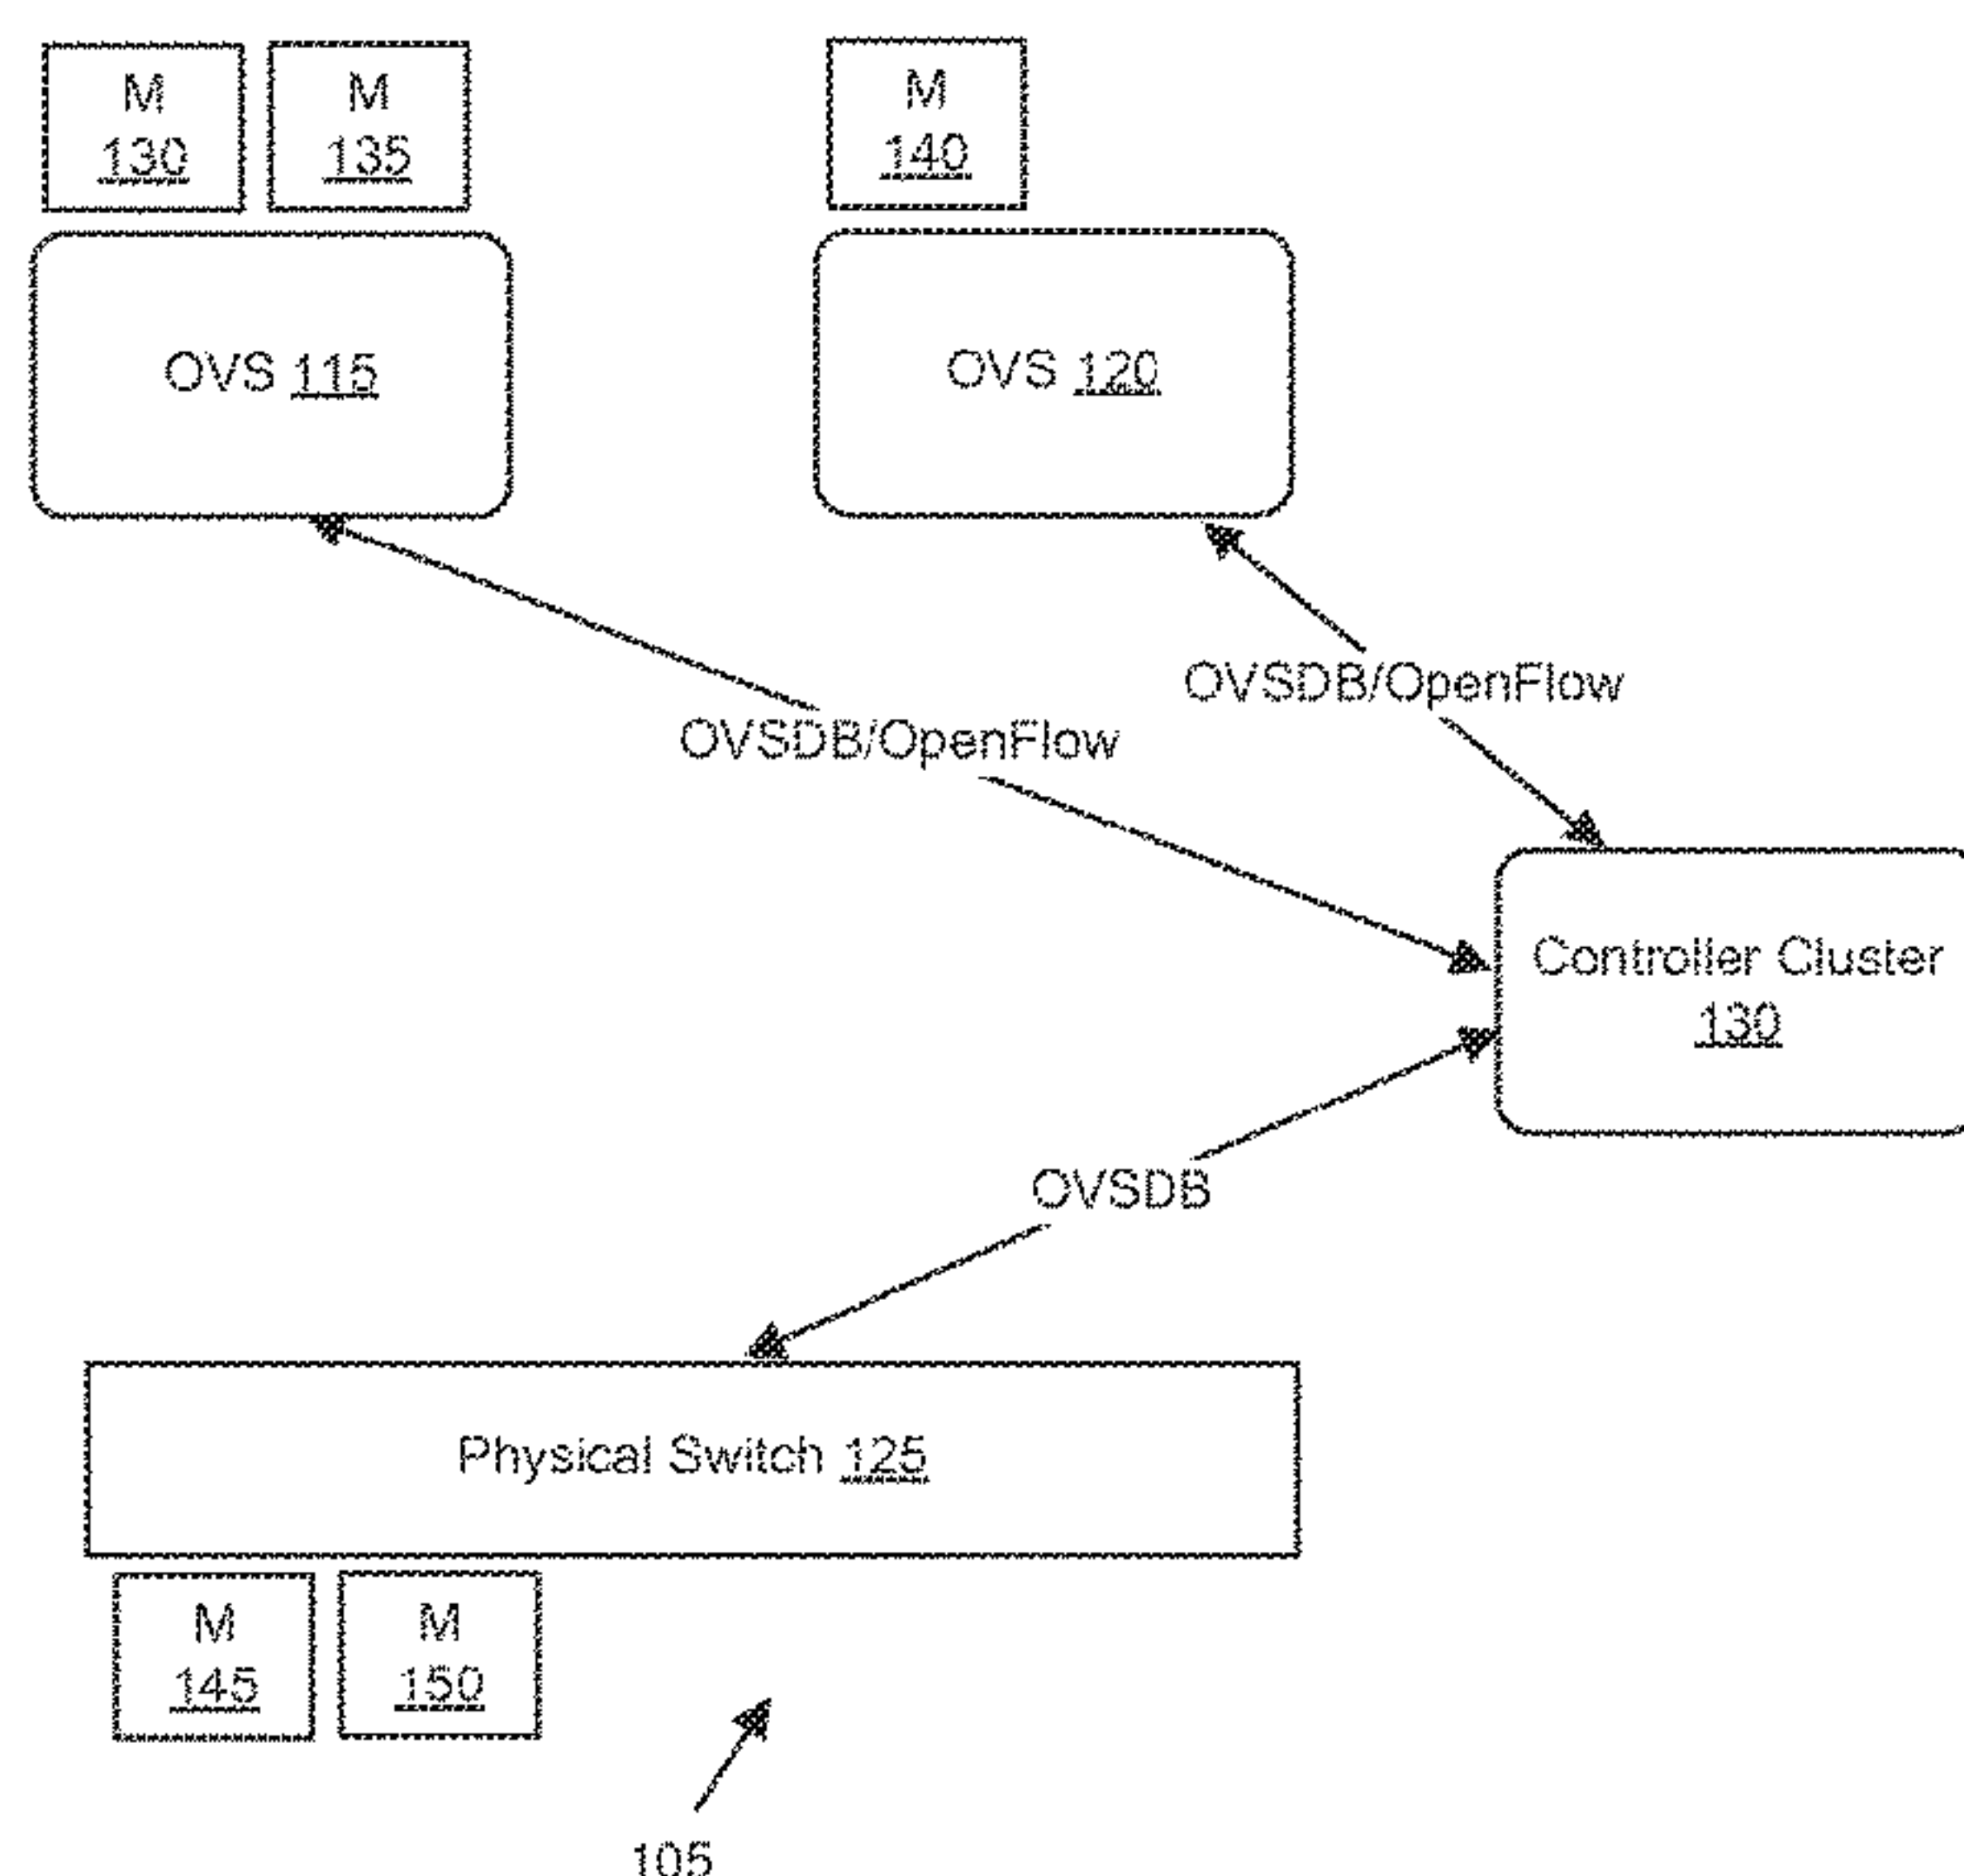 M
130
M
135
M
140
OVS 115
OVS 120
OVSDB/OpenFlow
OVSDB/OpenFlow
Controller Cluster
130
OVSDB
Physical Switch 125
M
145
M
150
105